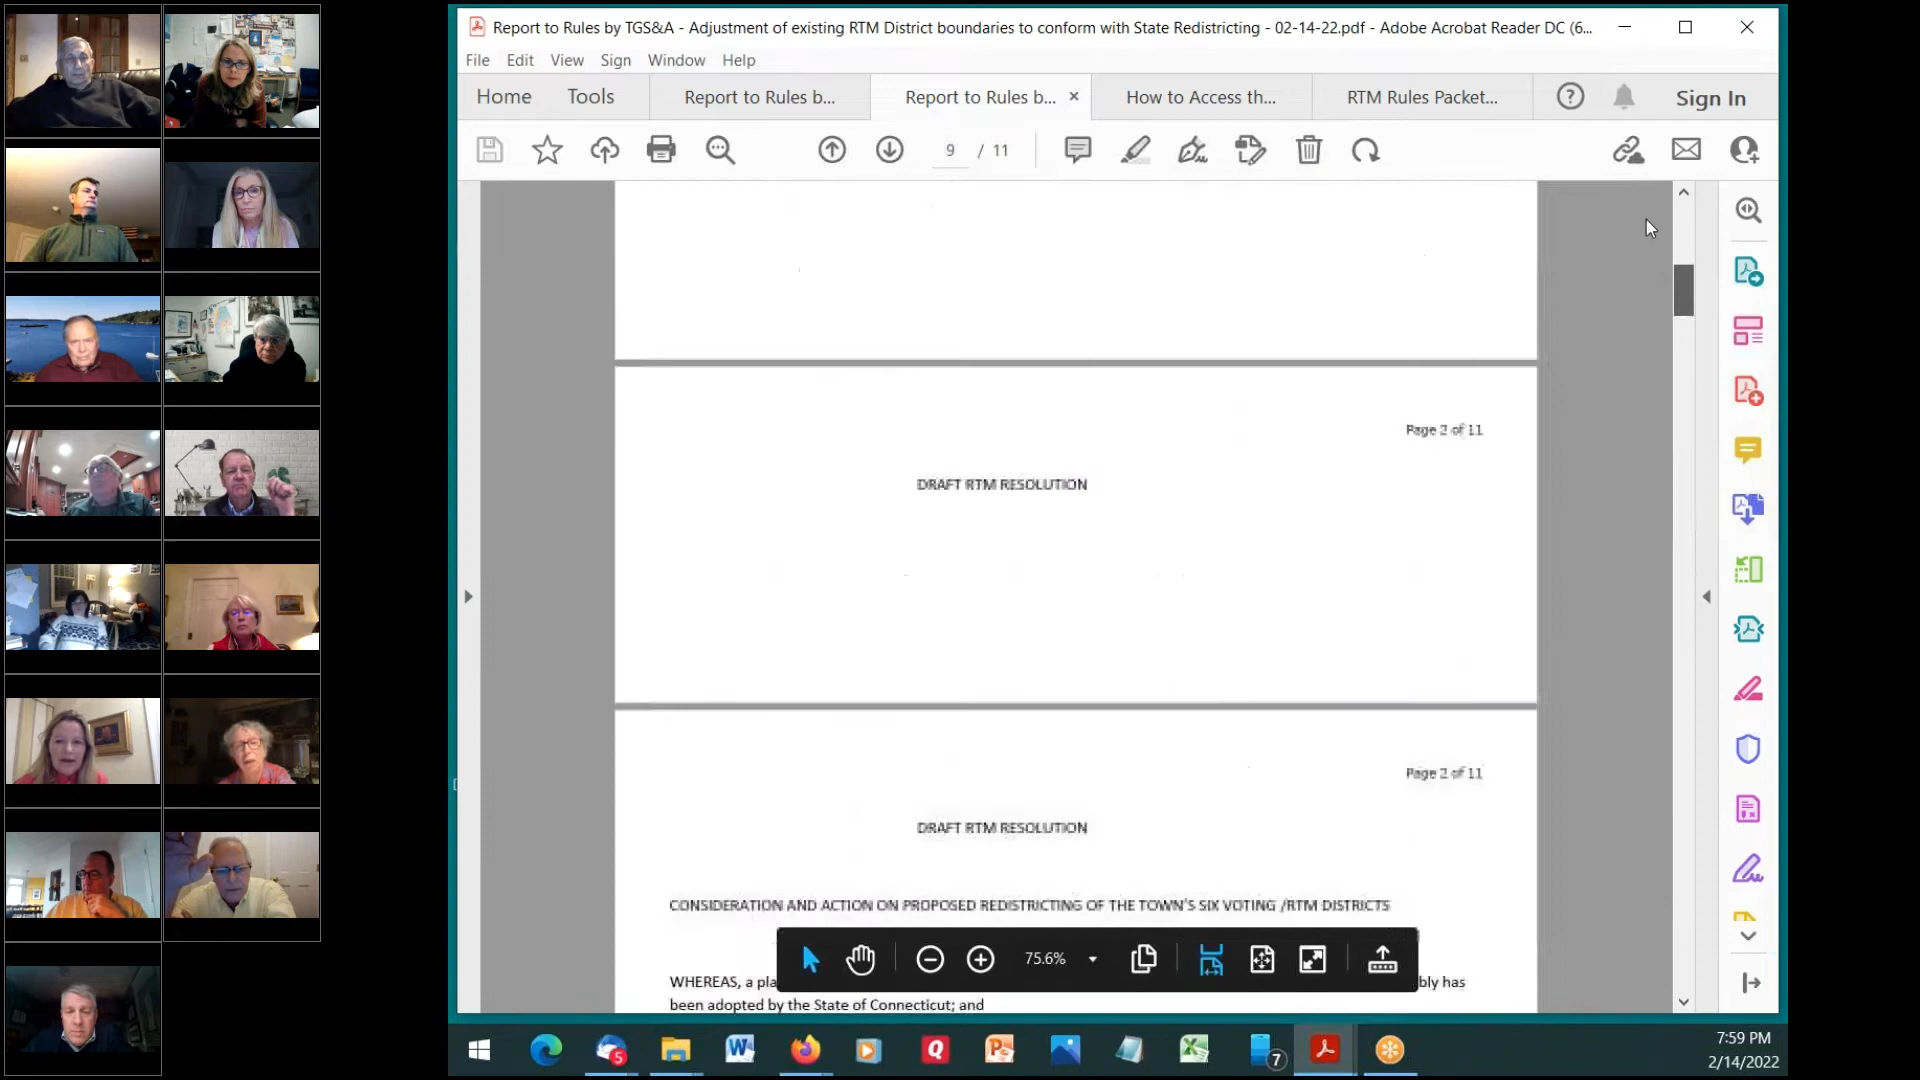 Report to Rules by TGS&A - Adjustment of existing RTM District boundaries to conform with State Redistricting - 02-14-22.pdf - Adobe Acrobat Reader DC (6...
File Edit View Sign Window Help
Home Tools Report to Rules b... Report to Rules b... How to Access th... RTM Rules Packet... Sign In
9 / 11
Page 2 of 11
DRAFT RTM RESOLUTION
Page 2 of 11
DRAFT RTM RESOLUTION
CONSIDERATION AND ACTION ON PROPOSED REDISTRICTING OF THE TOWN'S SIX VOTING /RTM DISTRICTS
75.6%
WHEREAS, a pla bly has
been adopted by the State of Connecticut; and
5 7
7:59 PM
2/14/2022